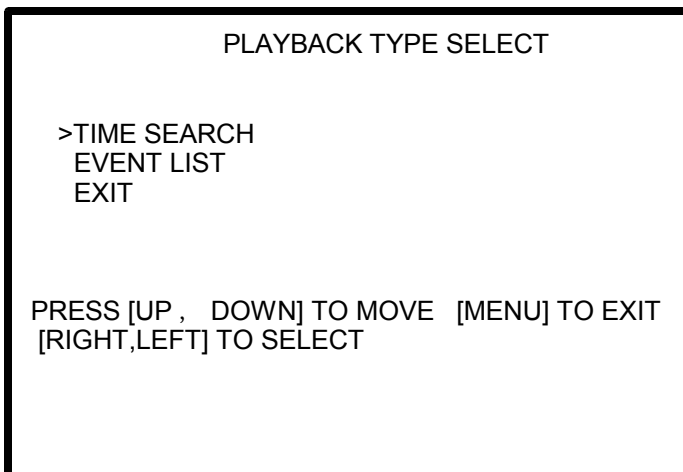 PLAYBACK TYPE SELECT
>TIME SEARCH
EVENT LIST
EXIT
PRESS [UP， DOWN] TO MOVE [MENU] TO EXIT
[RIGHT,LEFT] TO SELECT